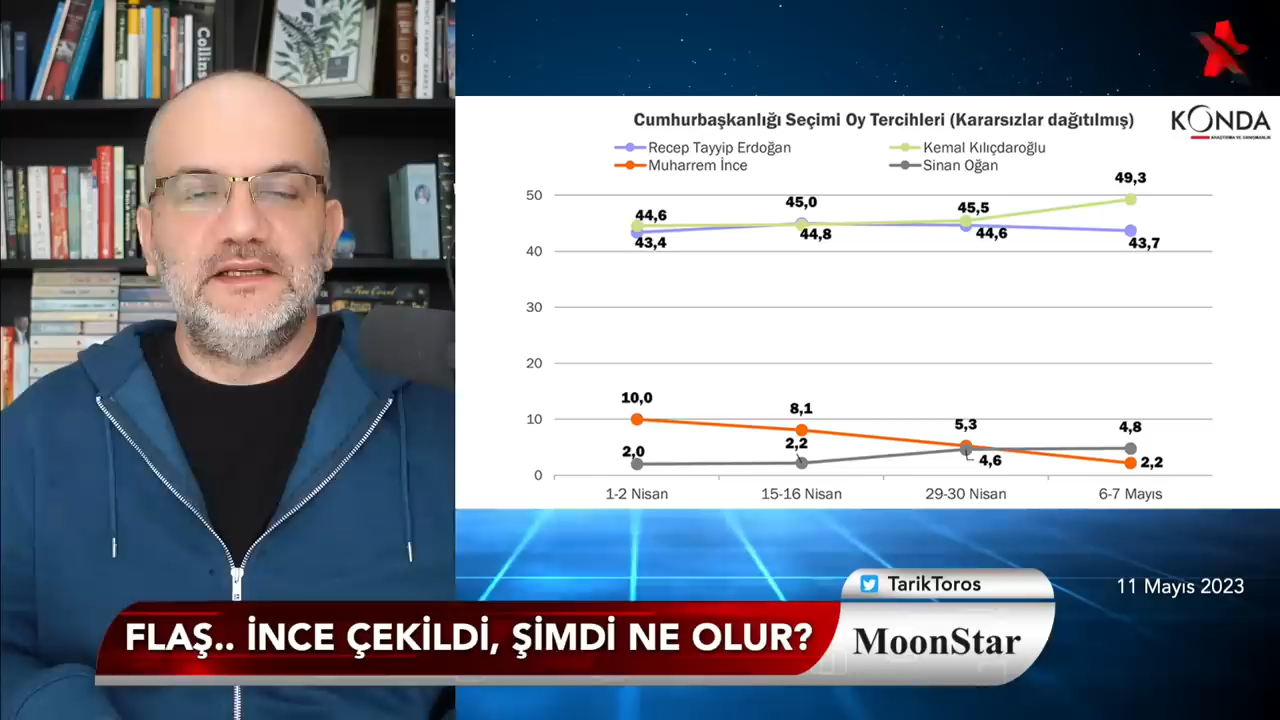 Collins
Cumhurbaşkanlığı Seçimi Oy Tercihleri (Kararsızlar dağıtılmış)
KONDA
ARAŞTIRMA VE DANIŞMANLIK
Recep Tayyip Erdoğan
Kemal Kılıçdaroğlu
Muharrem İnce
Sinan Oğan
50
40
30
20
10
0
44,6
43,4
45,0
44,8
45,5
44,6
49,3
43,7
10,0
8,1
5,3
4,8
2,0
2,2
4,6
2,2
1-2 Nisan
15-16 Nisan
29-30 Nisan
6-7 Mayıs
TarikToros
11 Mayıs 2023
FLAŞ.. İNCE ÇEKİLDİ, ŞİMDİ NE OLUR?
MoonStar